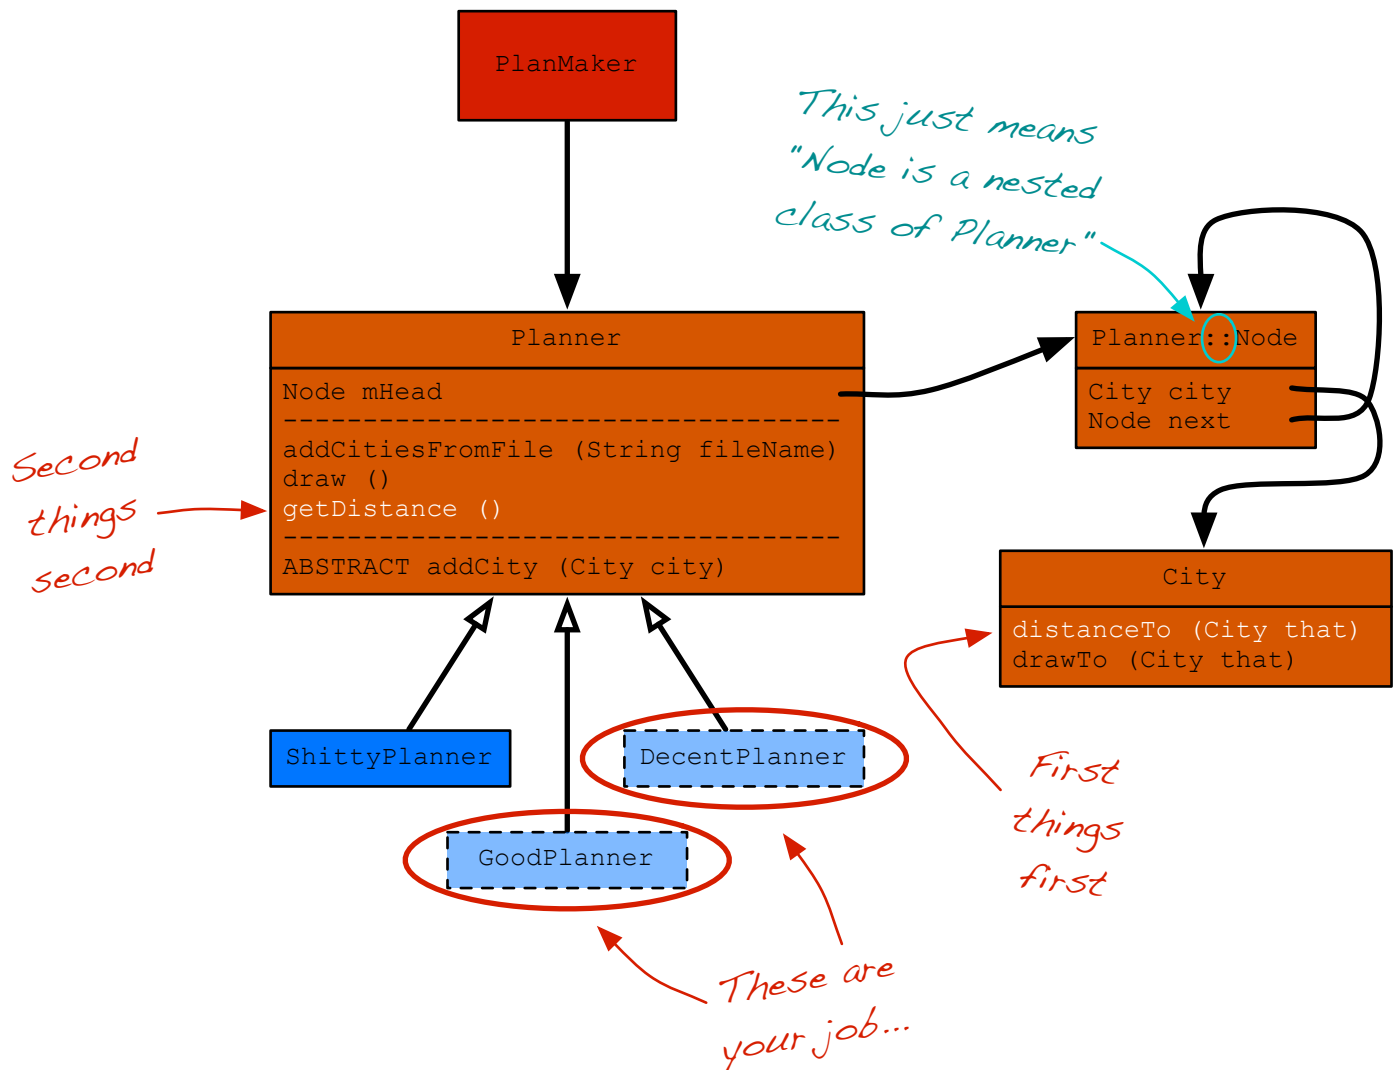 PlanMaker
This just means
"Node is a nested
class of Planner"
Planner
Node mHead
-----------------------------------
addCitiesFromFile (String fileName)
draw ()
getDistance ()
-----------------------------------
ABSTRACT addCity (City city)
Planner::Node
City city
Node next
Second
things
second
City
distanceTo (City that)
drawTo (City that)
ShittyPlanner
DecentPlanner
GoodPlanner
First
things
first
These are
your job...